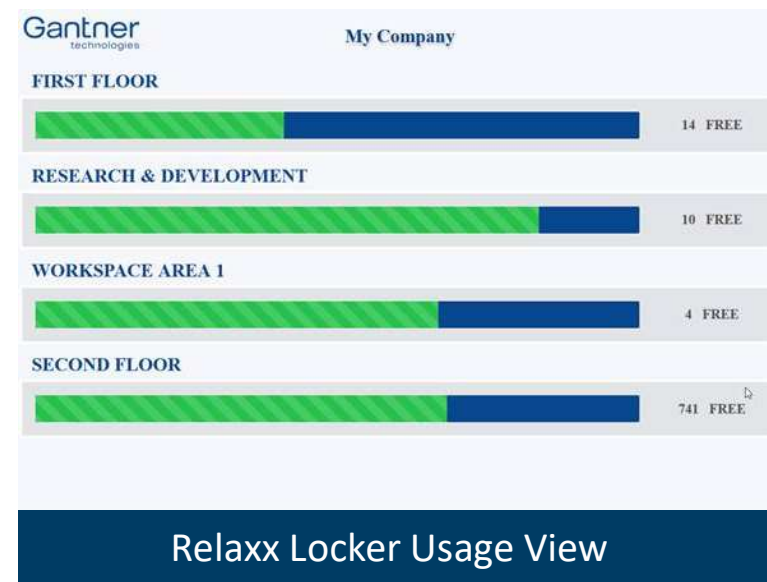 Gantner
technologies
My Company
FIRST FLOOR
14 FREE
RESEARCH & DEVELOPMENT
10 FREE
WORKSPACE AREA 1
4 FREE
SECOND FLOOR
741 FREE
Relaxx Locker Usage View